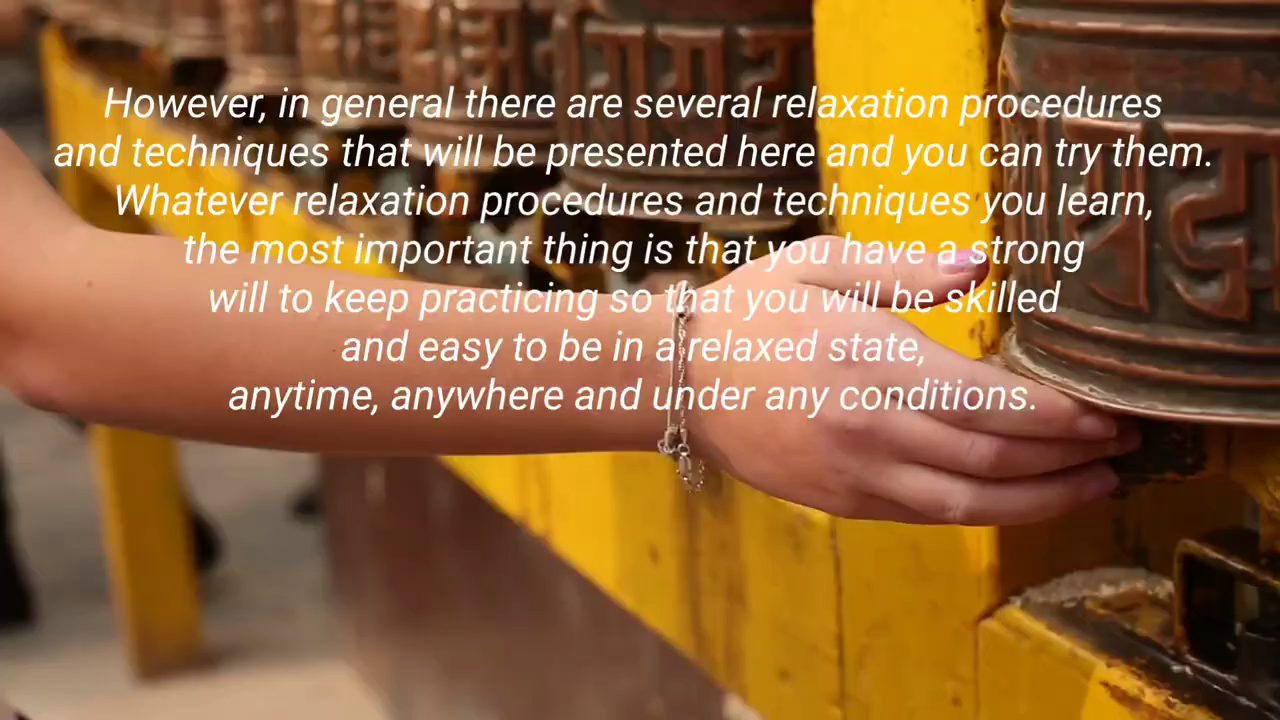 However, in general there are several relaxation procedures
and techniques that will be presented here and you can try them.
Whatever relaxation procedures and techniques you learn,
the most important thing is that you have a strong
will to keep practicing so that you will be skilled
and easy to be in a relaxed state,
anytime, anywhere and under any conditions.